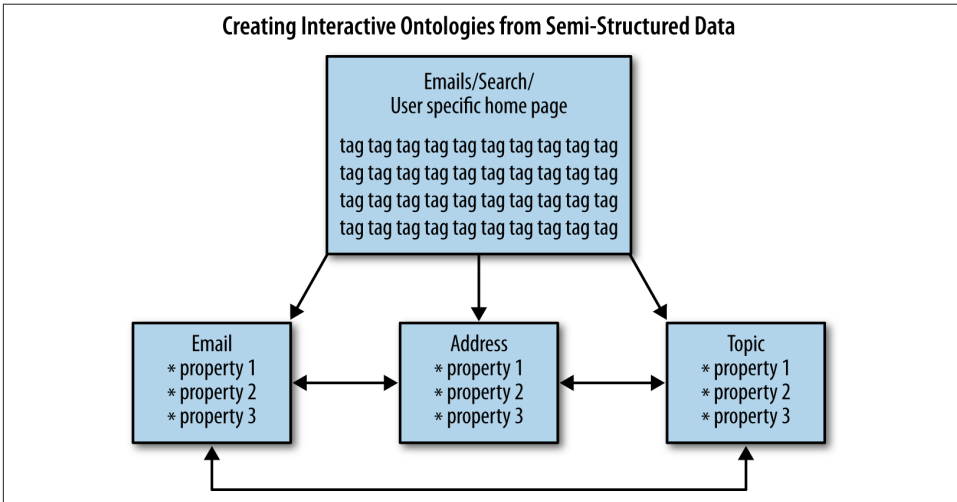 Creating Interactive Ontologies from Semi-Structured Data
Emails/Search/
User specific home page
tag tag tag tag tag tag tag tag tag tag
tag tag tag tag tag tag tag tag tag tag
tag tag tag tag tag tag tag tag tag tag
tag tag tag tag tag tag tag tag tag tag
Email
* property 1
* property 2
* property 3
Address
* property 1
* property 2
* property 3
Topic
* property 1
* property 2
* property 3